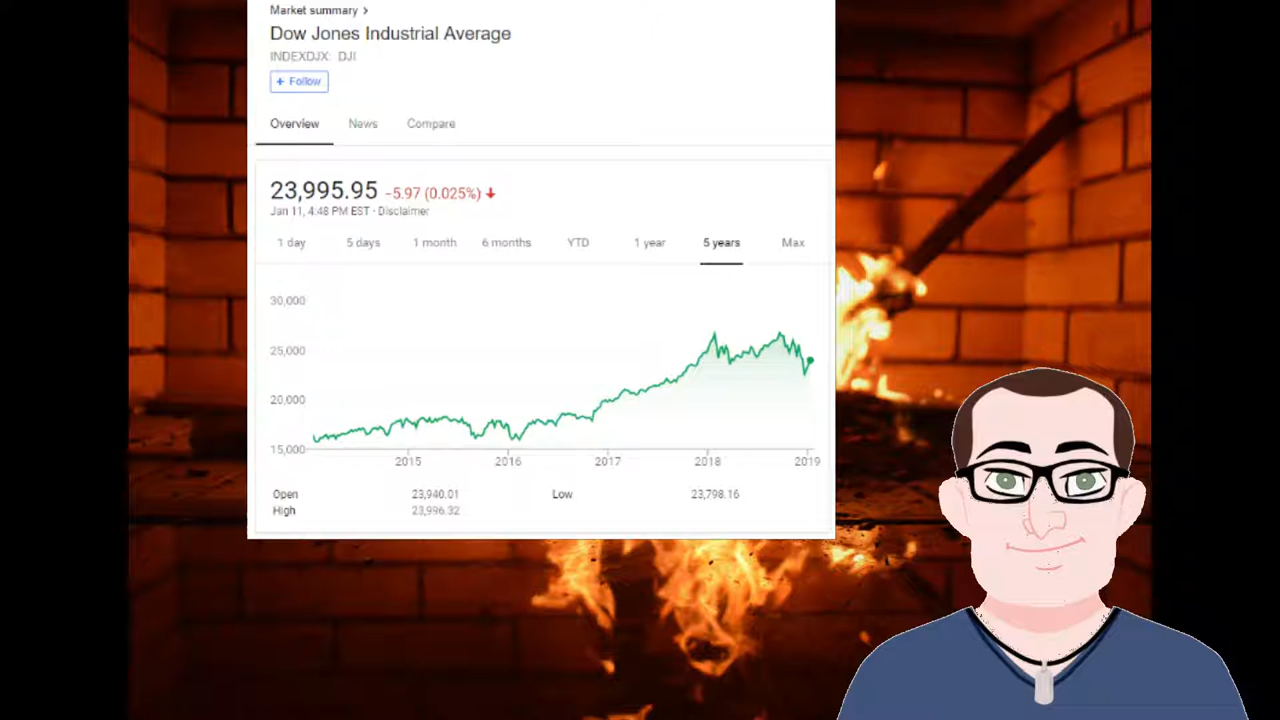 Market summary >
Dow Jones Industrial Average
INDEXDJX: DJI
+ Follow
Overview News Compare
23,995.95 -5.97 (0.025%) ↓
Jan 11, 4:48 PM EST · Disclaimer
1 day 5 days 1 month 6 months YTD 1 year 5 years Max
30,000
25,000
20,000
15,000
2015 2016 2017 2018 2019
Open 23,940.01 Low 23,798.16
High 23,996.32